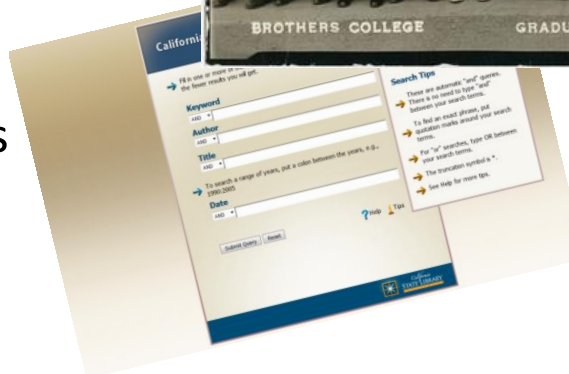 BROTHERS COLLEGE GRADU
s
Californi
Fill in one or more of
the fewer results you will get.
Keyword
AND
Author
AND
Title
AND
To search a range of years, put a colon between the years, e.g.,
1990:2005
Date
AND
Help Tips
Submit Query Reset
Search Tips
These are automatic "and" queries.
There is no need to type "and"
between your search terms.
To find an exact phrase, put
quotation marks around your search
terms.
For "or" searches, type OR between
your search terms.
The truncation symbol is *.
See Help for more tips.
California
STATE LIBRARY